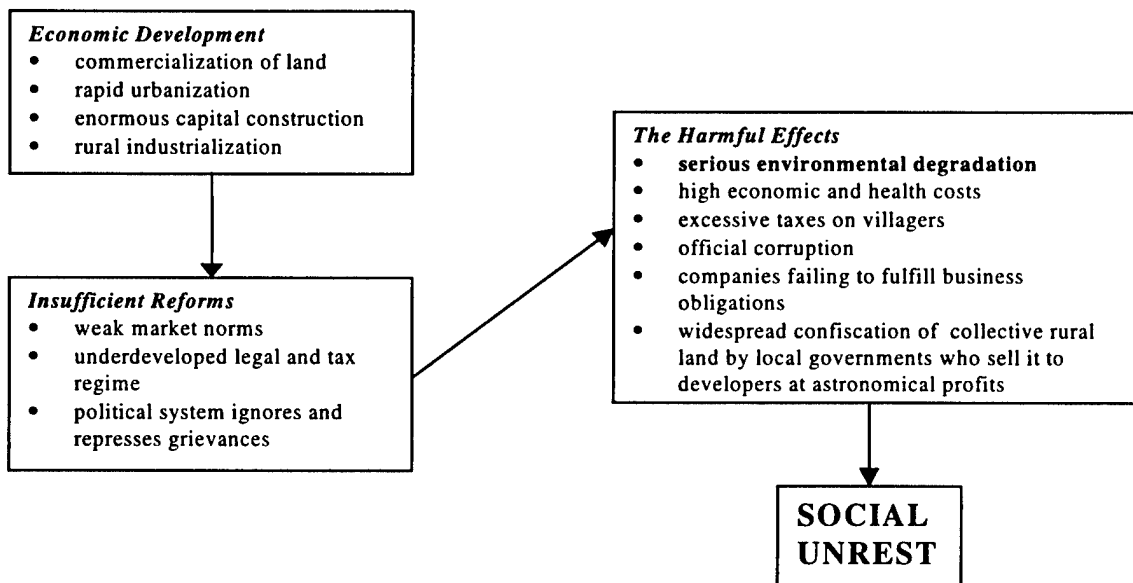 Economic Development
• commercialization of land
• rapid urbanization
• enormous capital construction
• rural industrialization
Insufficient Reforms
• weak market norms
• underdeveloped legal and tax
regime
• political system ignores and
represses grievances
The Harmful Effects
• serious environmental degradation
• high economic and health costs
• excessive taxes on villagers
• official corruption
• companies failing to fulfill business
obligations
• widespread confiscation of collective rural
land by local governments who sell it to
developers at astronomical profits
SOCIAL
UNREST